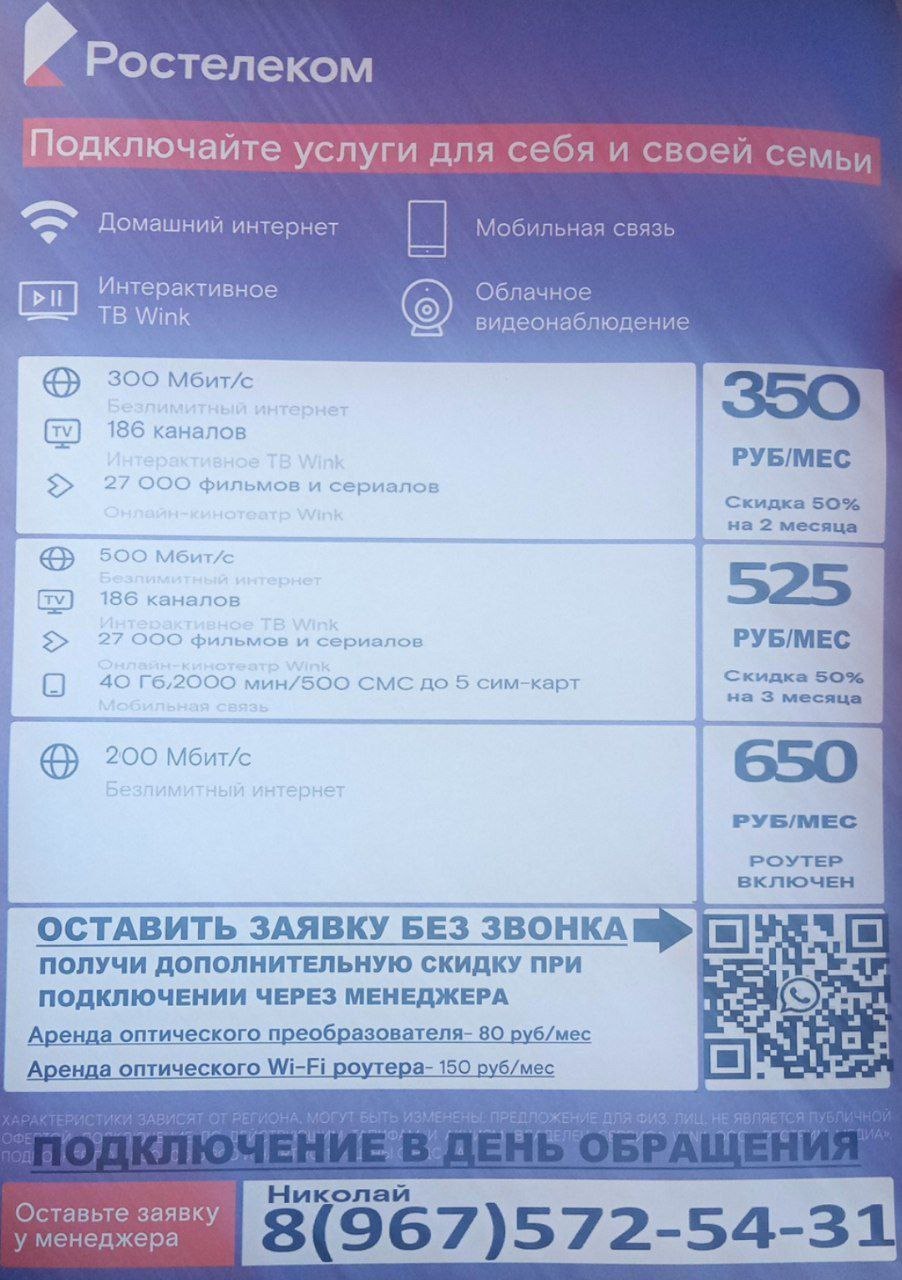 Ростелеком
Подключайте услуги для себя и своей семьи
Домашний интернет
Мобильная связь
Интерактивное
ТВ Wink
Облачное
видеонаблюдение
300 Мбит/с
Безлимитный интернет
TV
186 каналов
Интерактивное ТВ Wink
27 000 фильмов и сериалов
Онлайн-кинотеатр Wink
350
РУБ/МЕС
Скидка 50%
на 2 месяца
500 Мбит/с
Безлимитный интернет
TV
186 каналов
Интерактивное ТВ Wink
27 000 фильмов и сериалов
Онлайн-кинотеатр Wink
40 Гб,2000 мин/500 СМС до 5 сим-карт
Мобильная связь
525
РУБ/МЕС
Скидка 50%
на 3 месяца
200 Мбит/с
Безлимитный интернет
650
РУБ/МЕС
РОУТЕР
ВКЛЮЧЕН
ОСТАВИТЬ ЗАЯВКУ БЕЗ ЗВОНКА
ПОЛУЧИ ДОПОЛНИТЕЛЬНУЮ СКИДКУ ПРИ
ПОДКЛЮЧЕНИИ ЧЕРЕЗ МЕНЕДЖЕРА
Аренда оптического преобразователя- 80 руб/мес
Аренда оптического Wi-Fi роутера- 150 руб/мес
ХАРАКТЕРИСТИКИ ЗАВИСЯТ ОТ РЕГИОНА, МОГУТ БЫТЬ ИЗМЕНЕНЫ. ПРЕДЛОЖЕНИЕ ДЛЯ ФИЗ. ЛИЦ, НЕ ЯВЛЯЕТСЯ ПУБЛИЧНОЙ
ПОДКЛЮЧЕНИЕ В ДЕНЬ ОБРАЩЕНИЯ
Оставьте заявку
у менеджера
Николай
8(967)572-54-31